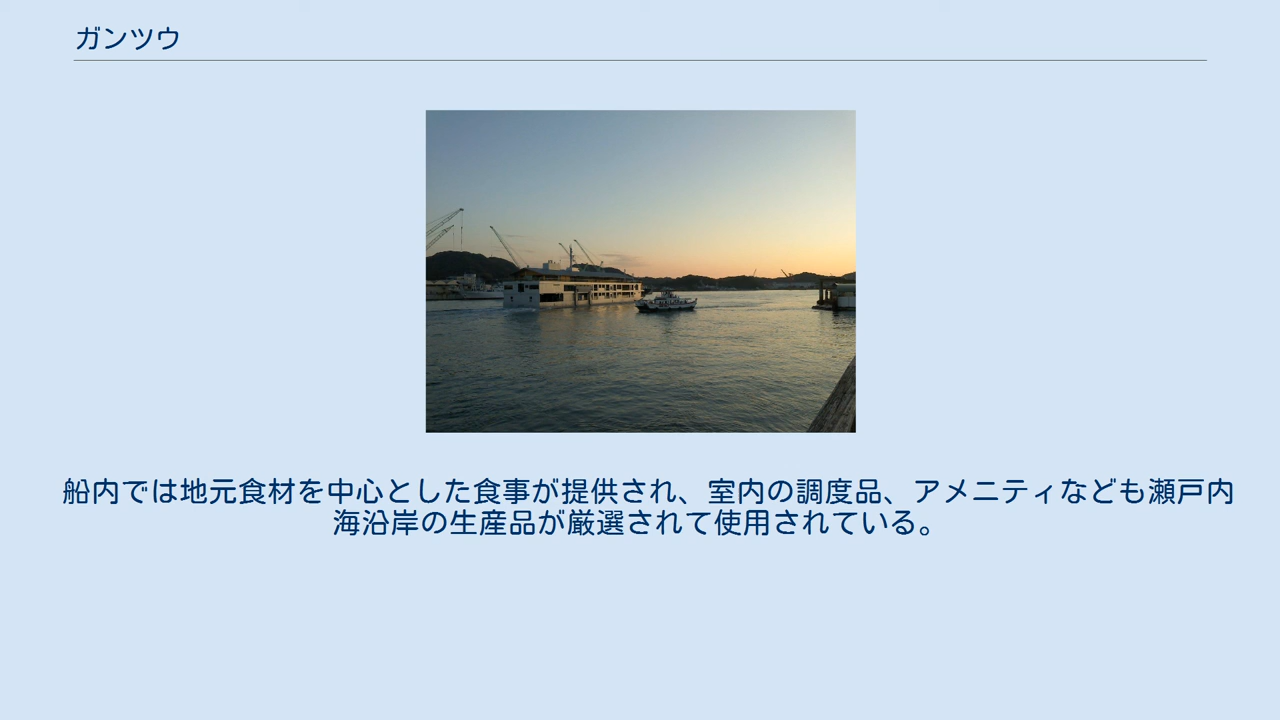 ガンツウ
船内では地元食材を中心とした食事が提供され、室内の調度品、アメニティなども瀬戸内
海沿岸の生産品が厳選されて使用されている。